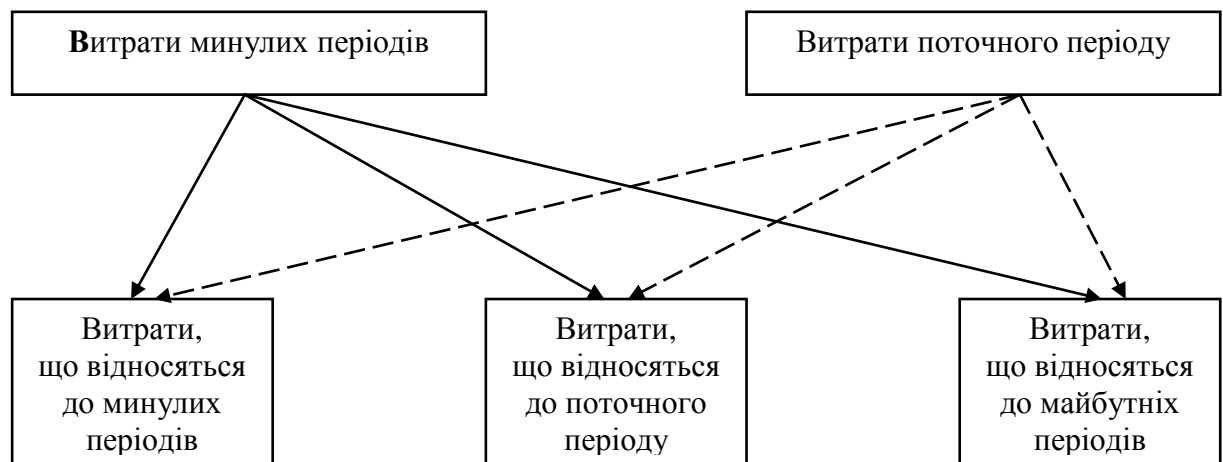 Витрати минулих періодів
Витрати поточного періоду
Витрати,
що відносяться
до минулих
періодів
Витрати,
що відносяться
до поточного
періоду
Витрати,
що відносяться
до майбутніх
періодів